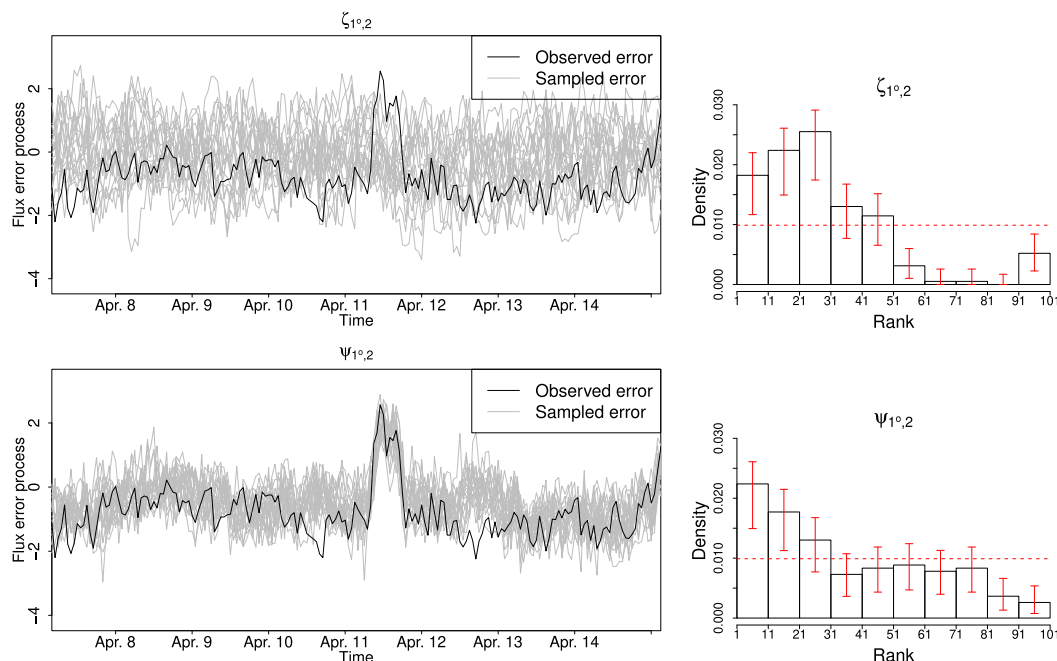 ζ1°,2
Flux error process
2
0
−2
−4
Observed error
Sampled error
Apr. 8 Apr. 9 Apr. 10 Apr. 11 Apr. 12 Apr. 13 Apr. 14
Time
ζ1°,2
Density
0.030
0.020
0.010
0.000
1 11 21 31 41 51 61 71 81 91 101
Rank
ψ1°,2
Flux error process
2
0
−2
−4
Observed error
Sampled error
Apr. 8 Apr. 9 Apr. 10 Apr. 11 Apr. 12 Apr. 13 Apr. 14
Time
ψ1°,2
Density
0.030
0.020
0.010
0.000
1 11 21 31 41 51 61 71 81 91 101
Rank